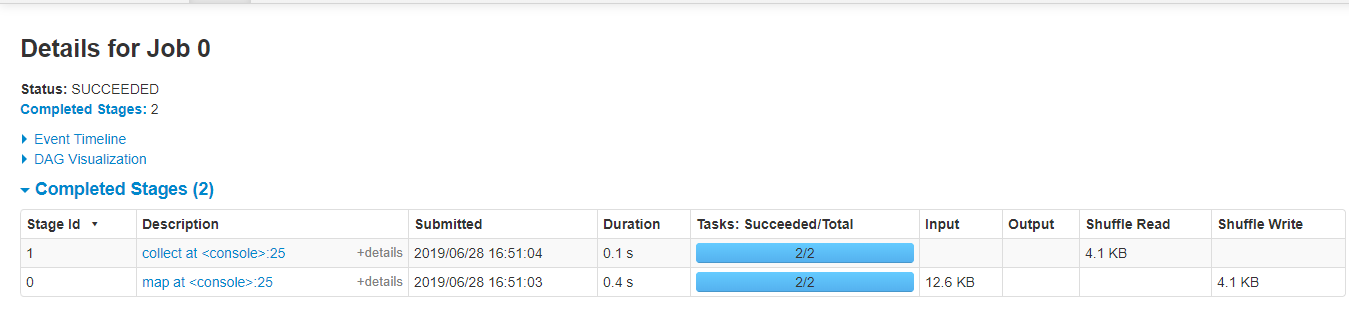 Details for Job 0
Status: SUCCEEDED
Completed Stages: 2
Event Timeline
DAG Visualization
Completed Stages (2)
Stage Id Description Submitted Duration Tasks: Succeeded/Total Input Output Shuffle Read Shuffle Write
1 collect at <console>:25 +details 2019/06/28 16:51:04 0.1 s 2/2 4.1 KB
0 map at <console>:25 +details 2019/06/28 16:51:03 0.4 s 2/2 12.6 KB 4.1 KB